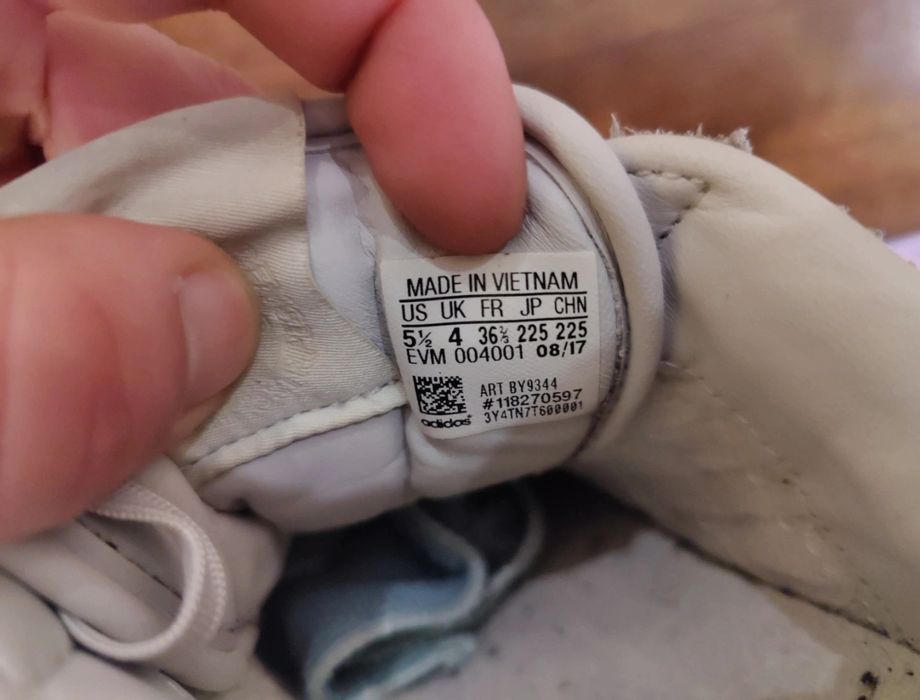 MADE IN VIETNAM
US UK FR JP CHN
5½ 4 36⅔ 225 225
EVM 004001 08/17
ART BY9344
#118270597
3Y4TN7T600001
adidas